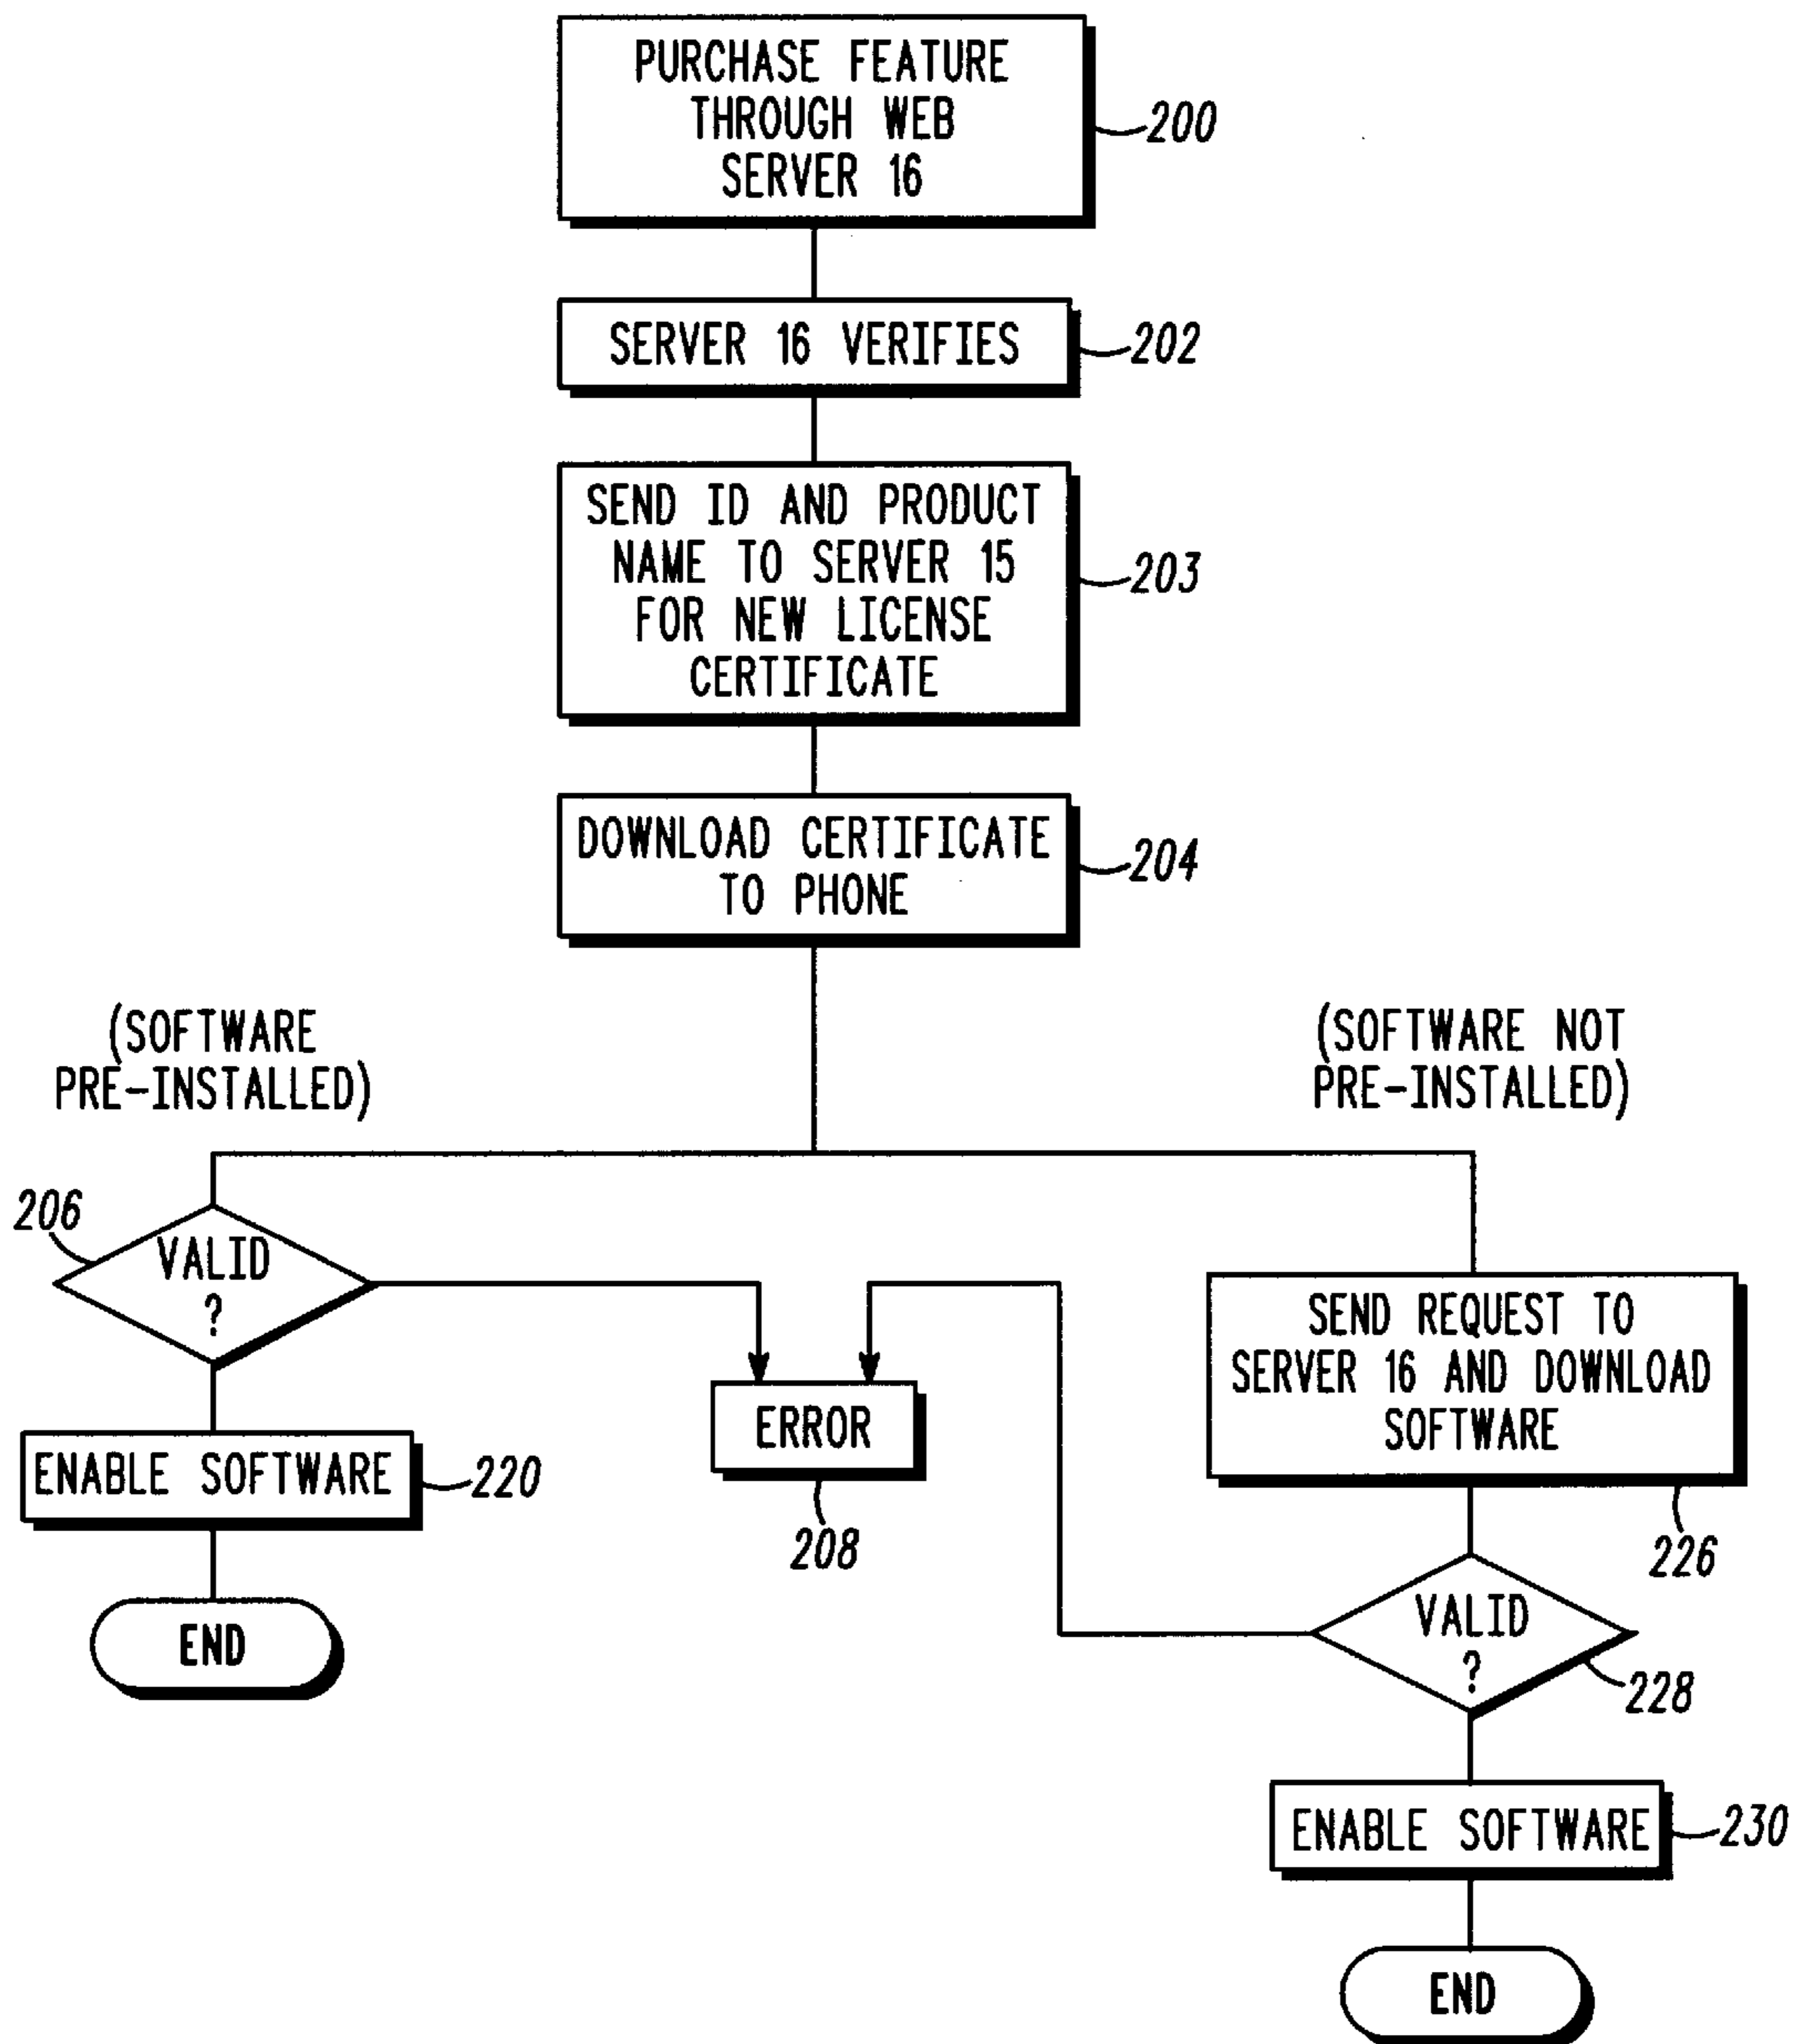 PURCHASE FEATURE
THROUGH WEB
SERVER 16
200
SERVER 16 VERIFIES
202
SEND ID AND PRODUCT
NAME TO SERVER 15
FOR NEW LICENSE
CERTIFICATE
203
DOWNLOAD CERTIFICATE
TO PHONE
204
(SOFTWARE
PRE-INSTALLED)
(SOFTWARE NOT
PRE-INSTALLED)
206
VALID
?
ERROR
208
SEND REQUEST TO
SERVER 16 AND DOWNLOAD
SOFTWARE
226
ENABLE SOFTWARE
220
END
VALID
?
228
ENABLE SOFTWARE
230
END